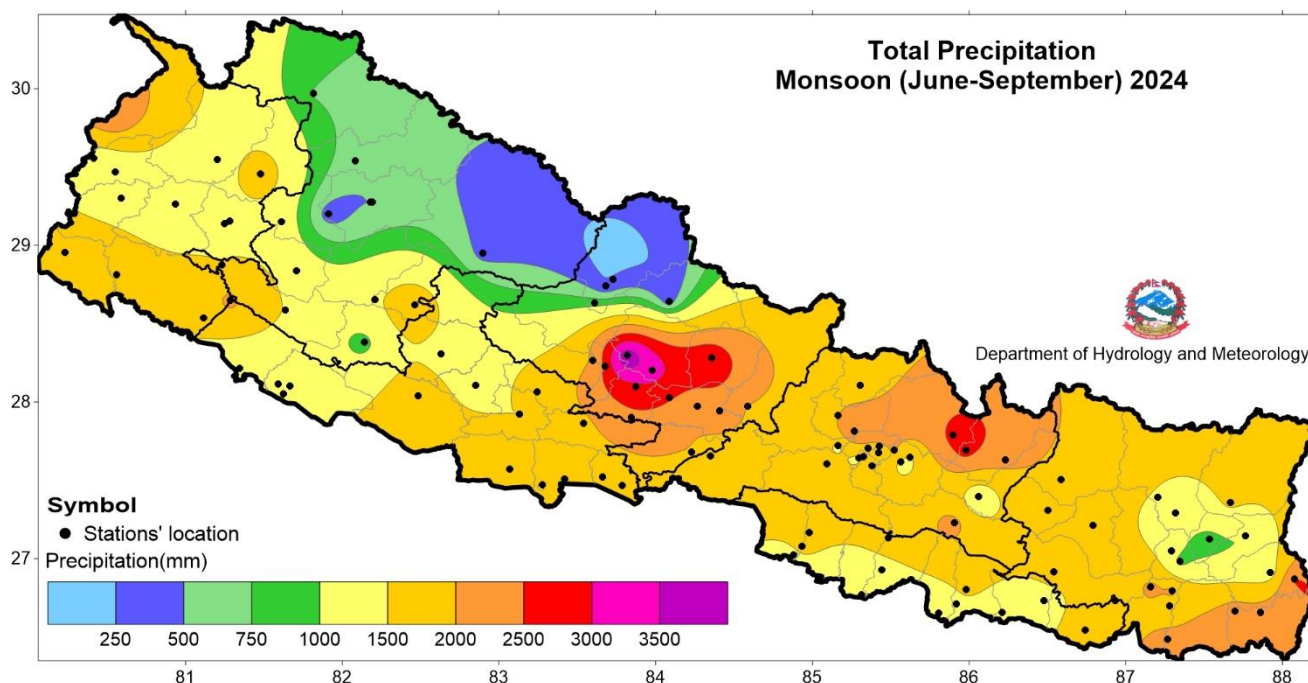 Total Precipitation
Monsoon (June-September) 2024
30
29
28
27
Department of Hydrology and Meteorology
Symbol
Stations' location
Precipitation(mm)
250 500 750 1000 1500 2000 2500 3000 3500
81 82 83 84 85 86 87 88